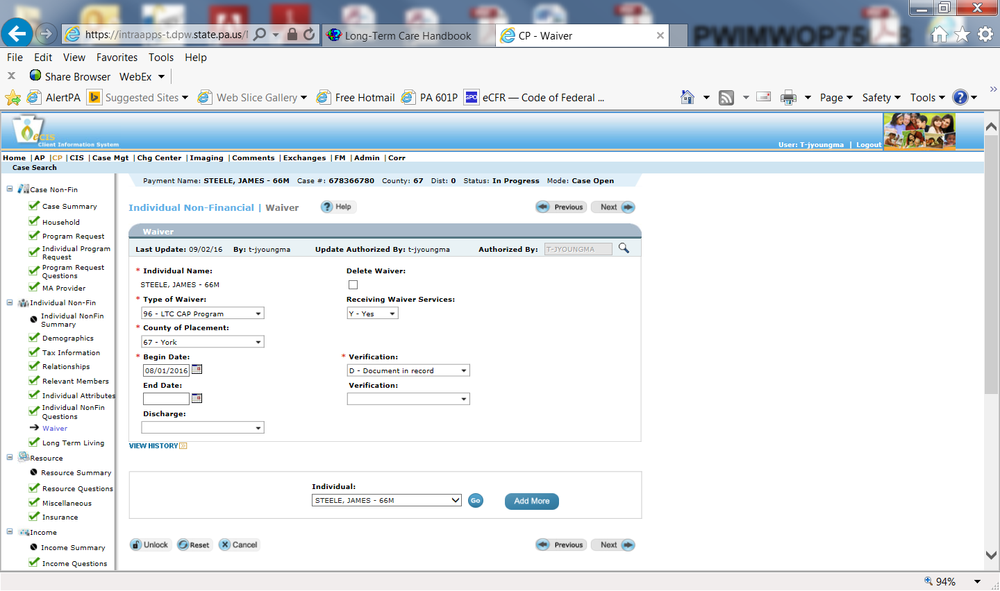 PWIMWOP75
https://intraapps-t.dpw.state.pa.us/ Long-Term Care Handbook CP - Waiver
File Edit View Favorites Tools Help
x Share Browser WebEx
AlertPA Suggested Sites Web Slice Gallery Free Hotmail PA 601P GPO eCFR — Code of Federal ... Page Safety Tools
eCIS
Client Information System
User: T-jyoungma | Logout
Home | AP | CP | CIS | Case Mgt | Chg Center | Imaging | Comments | Exchanges | FM | Admin | Corr
Case Search
Payment Name: STEELE, JAMES - 66M Case #: 678366780 County: 67 Dist: 0 Status: In Progress Mode: Case Open
Case Non-Fin
Case Summary
Household
Program Request
Individual Program
Request
Program Request
Questions
MA Provider
Individual Non-Fin
Individual NonFin
Summary
Demographics
Tax Information
Relationships
Relevant Members
Individual Attributes
Individual NonFin
Questions
Waiver
Long Term Living
Resource
Resource Summary
Resource Questions
Miscellaneous
Insurance
Income
Income Summary
Income Questions
Individual Non-Financial | Waiver ? Help Previous Next
Waiver
Last Update: 09/02/16 By: t-jyoungma Update Authorized By: t-jyoungma Authorized By: T-JYOUNGMA
* Individual Name: Delete Waiver:
STEELE, JAMES - 66M
* Type of Waiver: Receiving Waiver Services:
96 - LTC CAP Program Y - Yes
* County of Placement:
67 - York
* Begin Date: * Verification:
08/01/2016 D - Document in record
End Date: Verification:
Discharge:
VIEW HISTORY
Individual:
STEELE, JAMES - 66M Go Add More
Unlock Reset Cancel Previous Next
94%